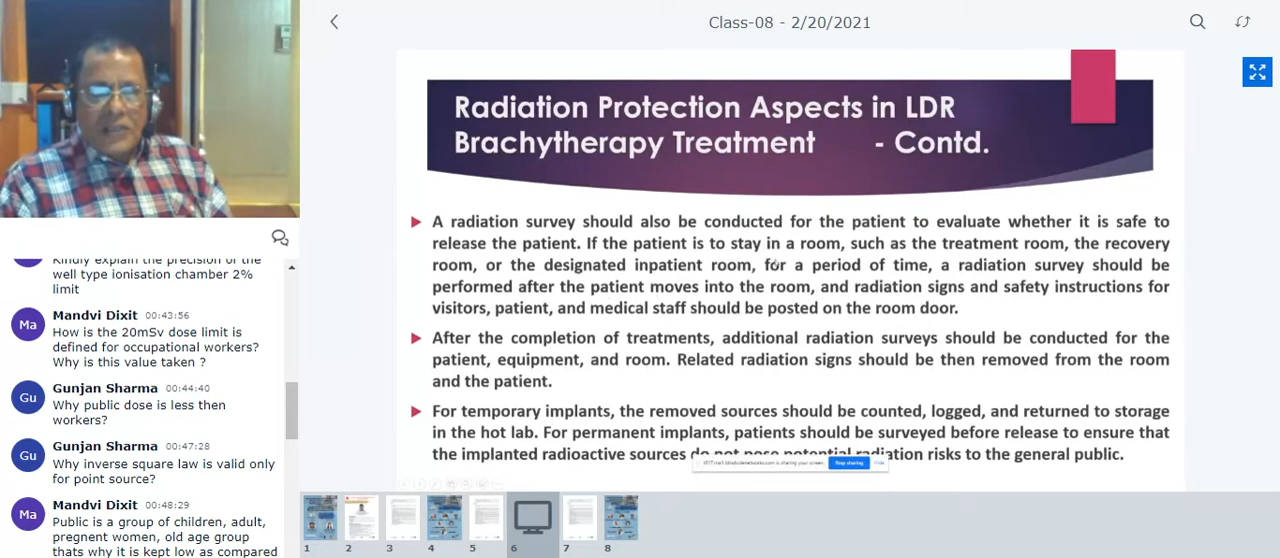 Class-08 - 2/20/2021
Radiation Protection Aspects in LDR
Brachytherapy Treatment - Contd.
A radiation survey should also be conducted for the patient to evaluate whether it is safe to
release the patient. If the patient is to stay in a room, such as the treatment room, the recovery
room, or the designated inpatient room, for a period of time, a radiation survey should be
performed after the patient moves into the room, and radiation signs and safety instructions for
visitors, patient, and medical staff should be posted on the room door.
After the completion of treatments, additional radiation surveys should be conducted for the
patient, equipment, and room. Related radiation signs should be then removed from the room
and the patient.
For temporary implants, the removed sources should be counted, logged, and returned to storage
in the hot lab. For permanent implants, patients should be surveyed before release to ensure that
the implanted radioactive sources do not pose potential radiation risks to the general public.
is sharing your screen.
Stop sharing
Hide
Kindly explain the precision of the
well type ionisation chamber 2%
limit
Ma
Mandvi Dixit 00:43:56
How is the 20mSv dose limit is
defined for occupational workers?
Why is this value taken ?
Gu
Gunjan Sharma 00:44:40
Why public dose is less then
workers?
Gu
Gunjan Sharma 00:47:28
Why inverse square law is valid only
for point source?
Ma
Mandvi Dixit 00:48:29
Public is a group of children, adult,
pregnent women, old age group
thats why it is kept low as compared
1
2
3
4
5
6
7
8